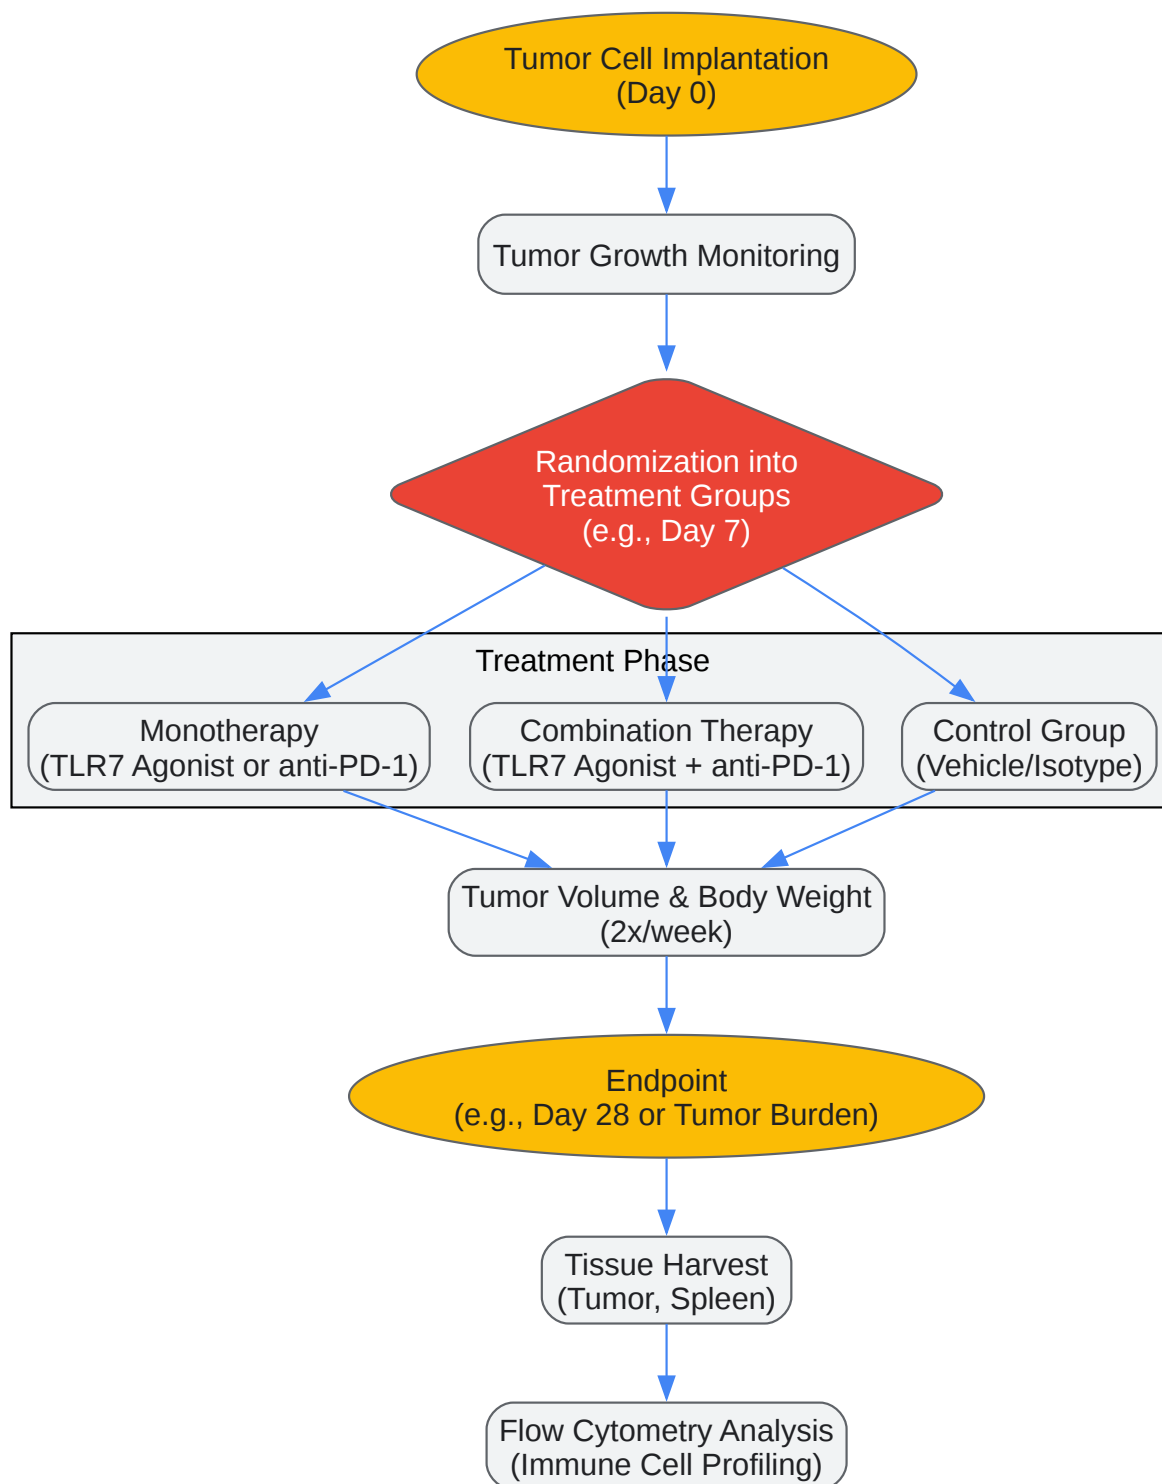 Tumor Cell Implantation
(Day 0)
Tumor Growth Monitoring
Randomization into
Treatment Groups
(e.g., Day 7)
Treatment Phase
Monotherapy
(TLR7 Agonist or anti-PD-1)
Combination Therapy
(TLR7 Agonist + anti-PD-1)
Control Group
(Vehicle/Isotype)
Tumor Volume & Body Weight
(2x/week)
Endpoint
(e.g., Day 28 or Tumor Burden)
Tissue Harvest
(Tumor, Spleen)
Flow Cytometry Analysis
(Immune Cell Profiling)